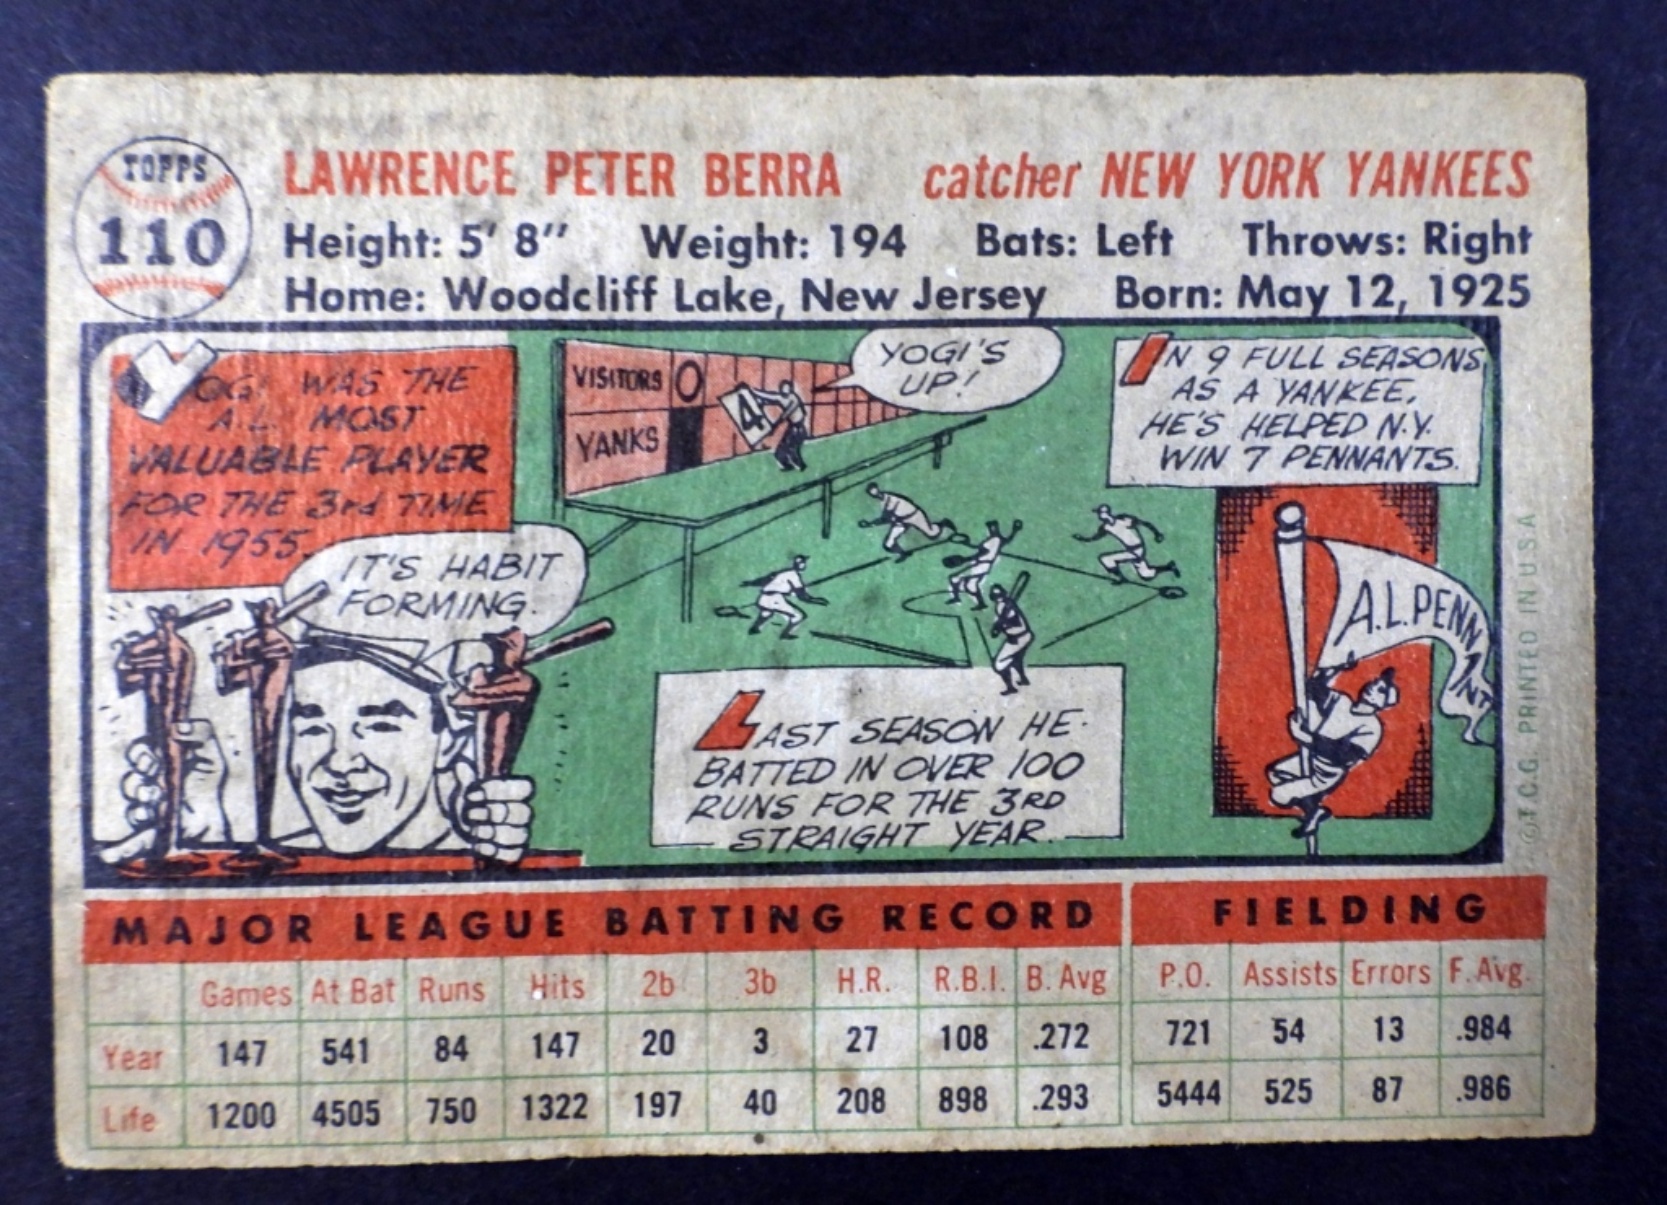 TOPPS
110
LAWRENCE PETER BERRA catcher NEW YORK YANKEES
Height: 5' 8" Weight: 194 Bats: Left Throws: Right
Home: Woodcliff Lake, New Jersey Born: May 12, 1925
YOGI WAS THE
A.L. MOST
VALUABLE PLAYER
FOR THE 3rd TIME
IN 1955.
IT'S HABIT
FORMING.
VISITORS 0
YANKS
4
YOGI'S
UP!
LAST SEASON HE
BATTED IN OVER 100
RUNS FOR THE 3RD
STRAIGHT YEAR.
IN 9 FULL SEASONS
AS A YANKEE,
HE'S HELPED N.Y.
WIN 7 PENNANTS.
A.L. PENNANT
©T.C.G. PRINTED IN U.S.A
MAJOR LEAGUE BATTING RECORD FIELDING
Games At Bat Runs Hits 2b 3b H.R. R.B.I. B. Avg P.O. Assists Errors F. Avg.
Year 147 541 84 147 20 3 27 108 .272 721 54 13 .984
Life 1200 4505 750 1322 197 40 208 898 .293 5444 525 87 .986